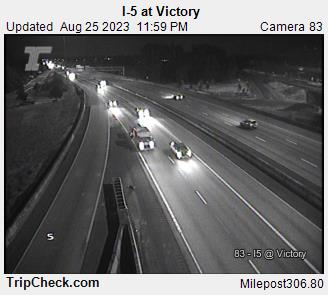 I-5 at Victory
Updated Aug 25 2023 11:59 PM Camera 83
S
83 - I5 @ Victory
TripCheck.com Milepost306.80